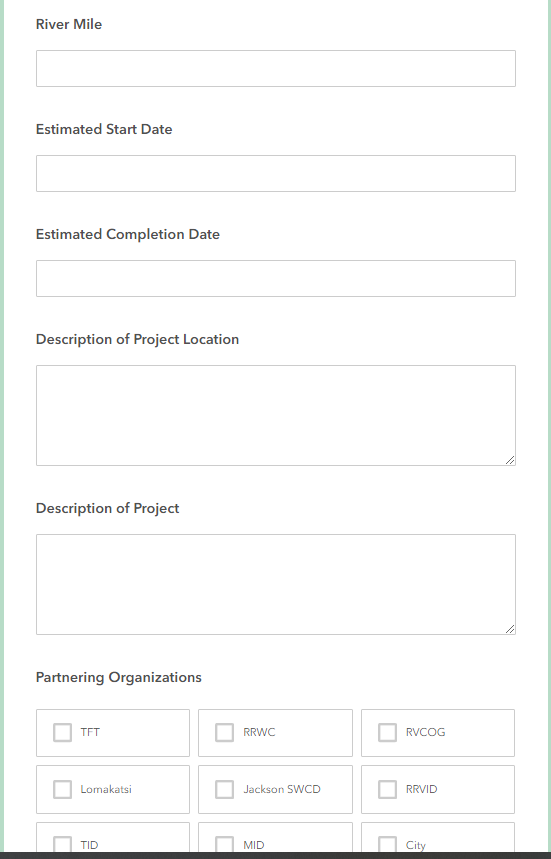 River Mile
Estimated Start Date
Estimated Completion Date
Description of Project Location
Description of Project
Partnering Organizations
TFT RRWC RVCOG
Lomakatsi Jackson SWCD RRVID
TID MID City